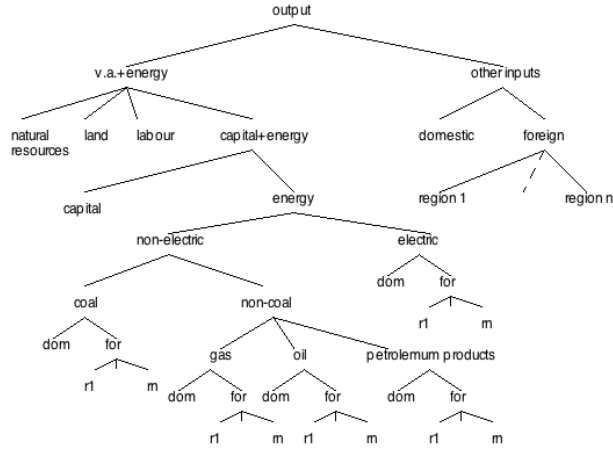 output
v.a.+energy other inputs
natural resources land labour capital+energy domestic foreign
capital energy region 1 region n
non-electric electric
coal non-coal dom for
r1 rn
dom for gas oil petrolemum products
r1 rn dom for dom for dom for
r1 rn r1 rn r1 rn